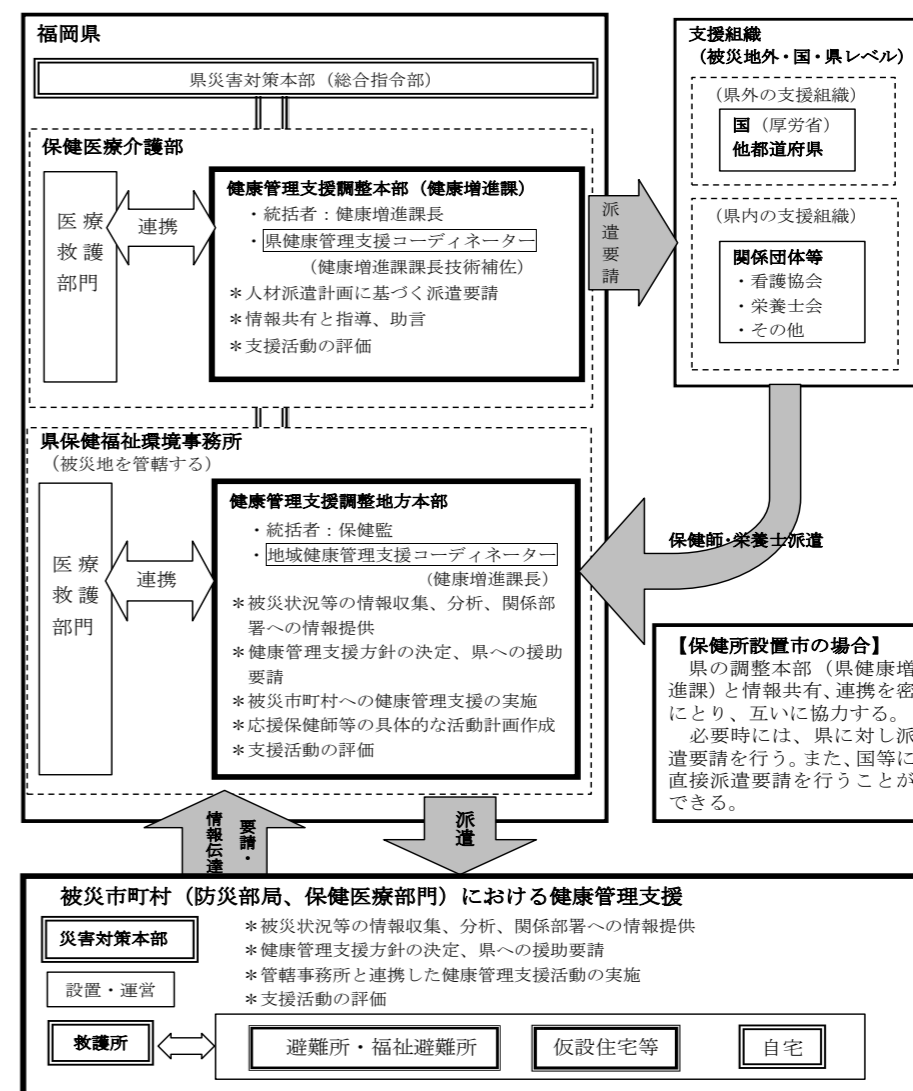 福岡県
県災害対策本部（総合指令部）
保健医療介護部
医療
救護
部門
連携
健康管理支援調整本部（健康増進課）
・統括者：健康増進課長
・県健康管理支援コーディネーター
（健康増進課課長技術補佐）
＊人材派遣計画に基づく派遣要請
＊情報共有と指導、助言
＊支援活動の評価
派遣要請
支援組織
（被災地外・国・県レベル）
（県外の支援組織）
国（厚労省）
他都道府県
（県内の支援組織）
関係団体等
・看護協会
・栄養士会
・その他
県保健福祉環境事務所
（被災地を管轄する）
医療
救護
部門
連携
健康管理支援調整地方本部
・統括者：保健監
・地域健康管理支援コーディネーター
（健康増進課長）
＊被災状況等の情報収集、分析、関係部
署への情報提供
＊健康管理支援方針の決定、県への援助
要請
＊被災市町村への健康管理支援の実施
＊応援保健師等の具体的な活動計画作成
＊支援活動の評価
保健師・栄養士派遣
【保健所設置市の場合】
県の調整本部（県健康増
進課）と情報共有、連携を密
にとり、互いに協力する。
必要時には、県に対し派
遣要請を行う。また、国等に
直接派遣要請を行うことが
できる。
要請・
情報伝達
派遣
被災市町村（防災部局、保健医療部門）における健康管理支援
災害対策本部
設置・運営
＊被災状況等の情報収集、分析、関係部署への情報提供
＊健康管理支援方針の決定、県への援助要請
＊管轄事務所と連携した健康管理支援活動の実施
＊支援活動の評価
救護所
避難所・福祉避難所
仮設住宅等
自宅